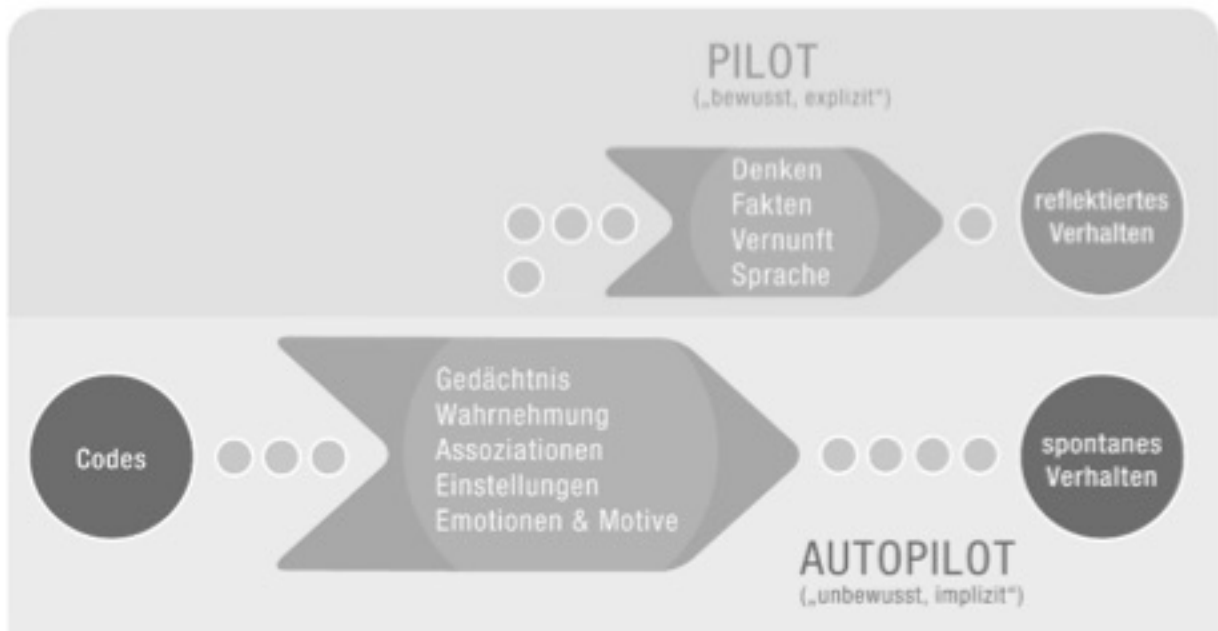 PILOT
(„bewusst, explizit“)
Denken
Fakten
Vernunft
Sprache
reflektiertes
Verhalten
Codes
Gedächtnis
Wahrnehmung
Assoziationen
Einstellungen
Emotionen & Motive
spontanes
Verhalten
AUTOPILOT
(„unbewusst, implizit“)